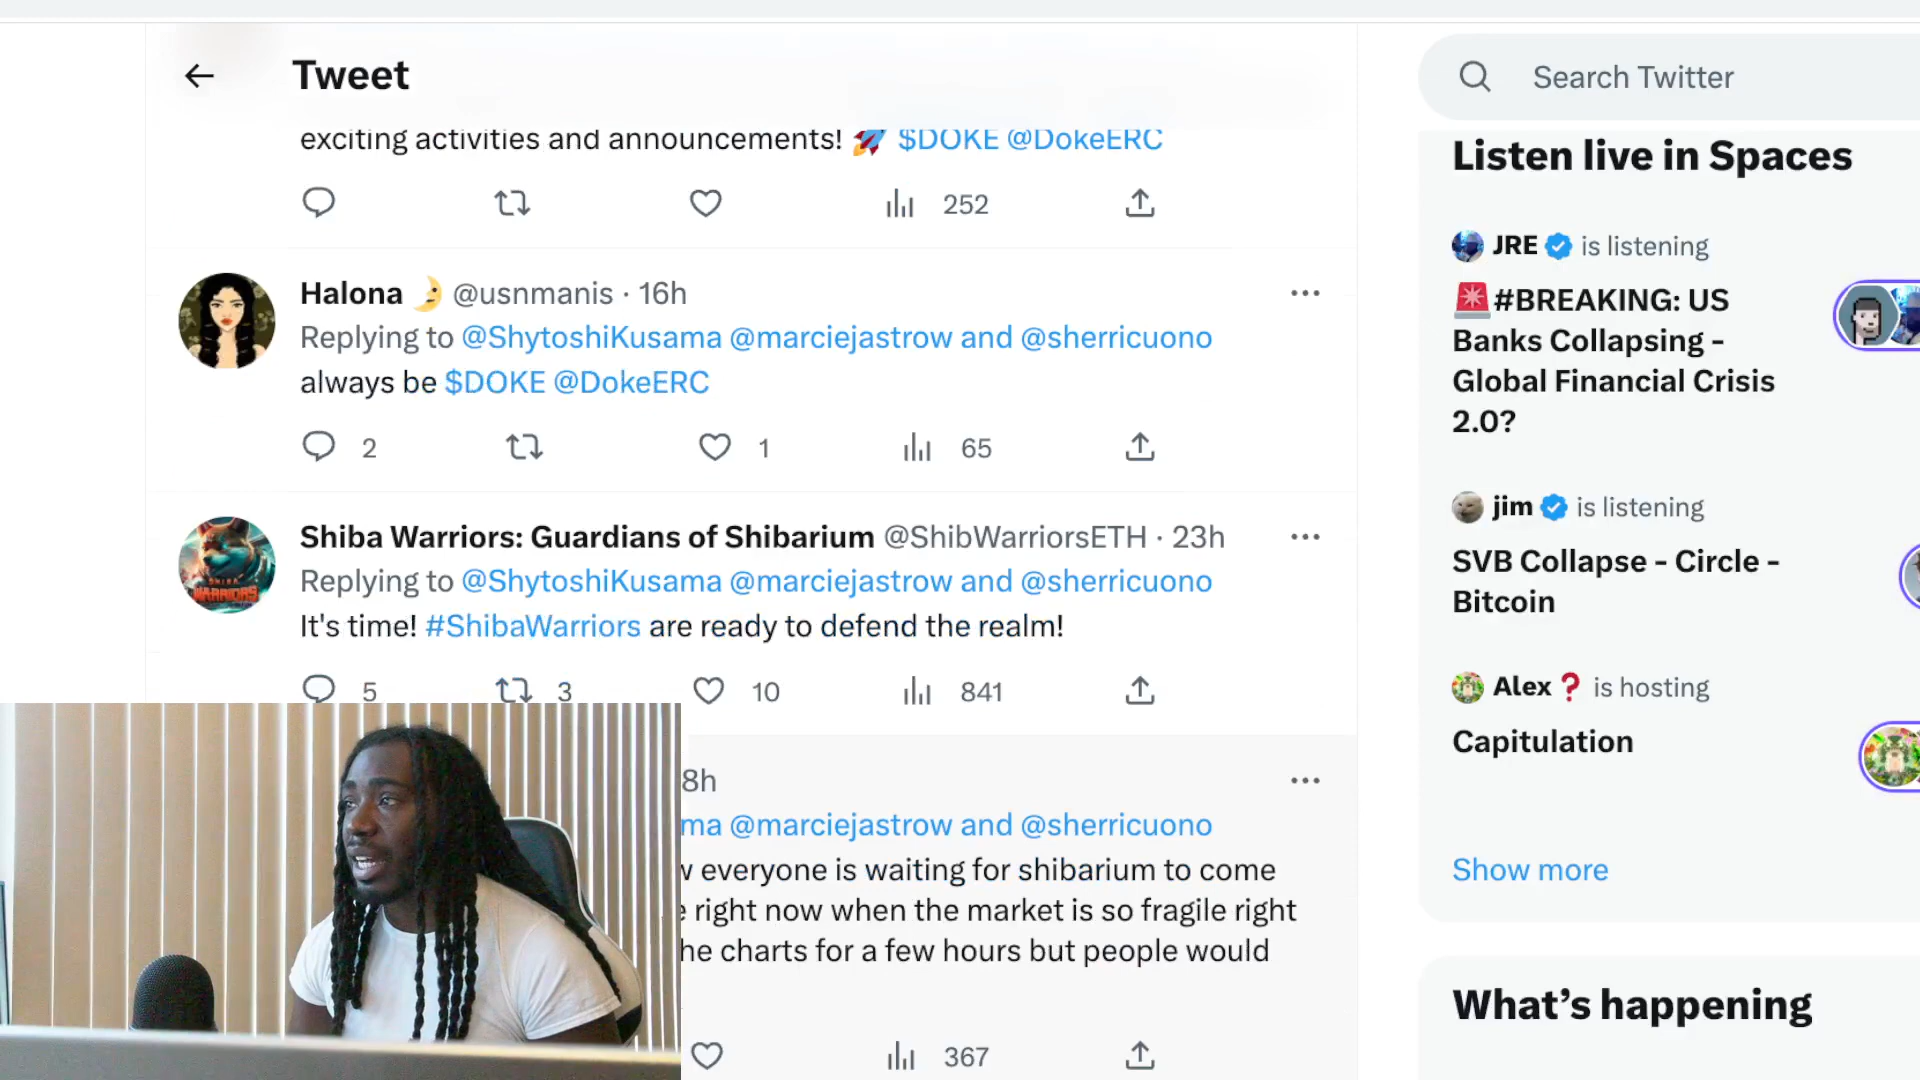 Tweet
Search Twitter
exciting activities and announcements! 🚀 $DOKE @DokeERC
252
Halona 🌛 @usnmanis · 16h
Replying to @ShytoshiKusama @marciejastrow and @sherricuono
always be $DOKE @DokeERC
2 1 65
Shiba Warriors: Guardians of Shibarium @ShibWarriorsETH · 23h
Replying to @ShytoshiKusama @marciejastrow and @sherricuono
It's time! #ShibaWarriors are ready to defend the realm!
5 3 10 841
8h
ma @marciejastrow and @sherricuono
w everyone is waiting for shibarium to come
right now when the market is so fragile right
he charts for a few hours but people would
367
Listen live in Spaces
JRE is listening
🚨#BREAKING: US
Banks Collapsing -
Global Financial Crisis
2.0?
jim is listening
SVB Collapse - Circle -
Bitcoin
Alex❓ is hosting
Capitulation
Show more
What’s happening